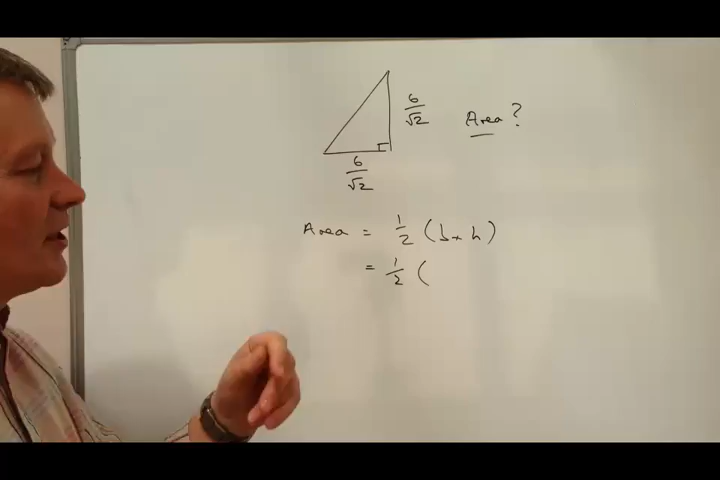 6/√2 Area?
6/√2
Area = 1/2 (b × h)
= 1/2 (